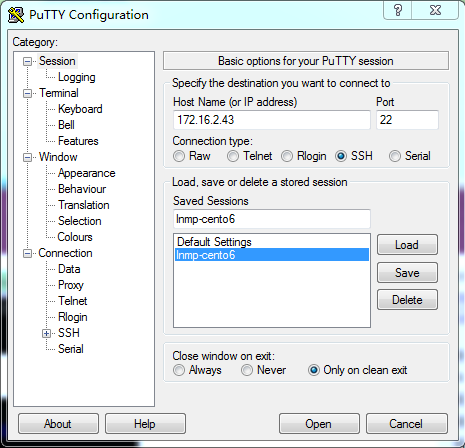 PuTTY Configuration
Category:
Session
Logging
Terminal
Keyboard
Bell
Features
Window
Appearance
Behaviour
Translation
Selection
Colours
Connection
Data
Proxy
Telnet
Rlogin
SSH
Serial
Basic options for your PuTTY session
Specify the destination you want to connect to
Host Name (or IP address) Port
172.16.2.43 22
Connection type:
Raw Telnet Rlogin SSH Serial
Load, save or delete a stored session
Saved Sessions
lnmp-cento6
Default Settings
lnmp-cento6
Load
Save
Delete
Close window on exit:
Always Never Only on clean exit
About Help Open Cancel